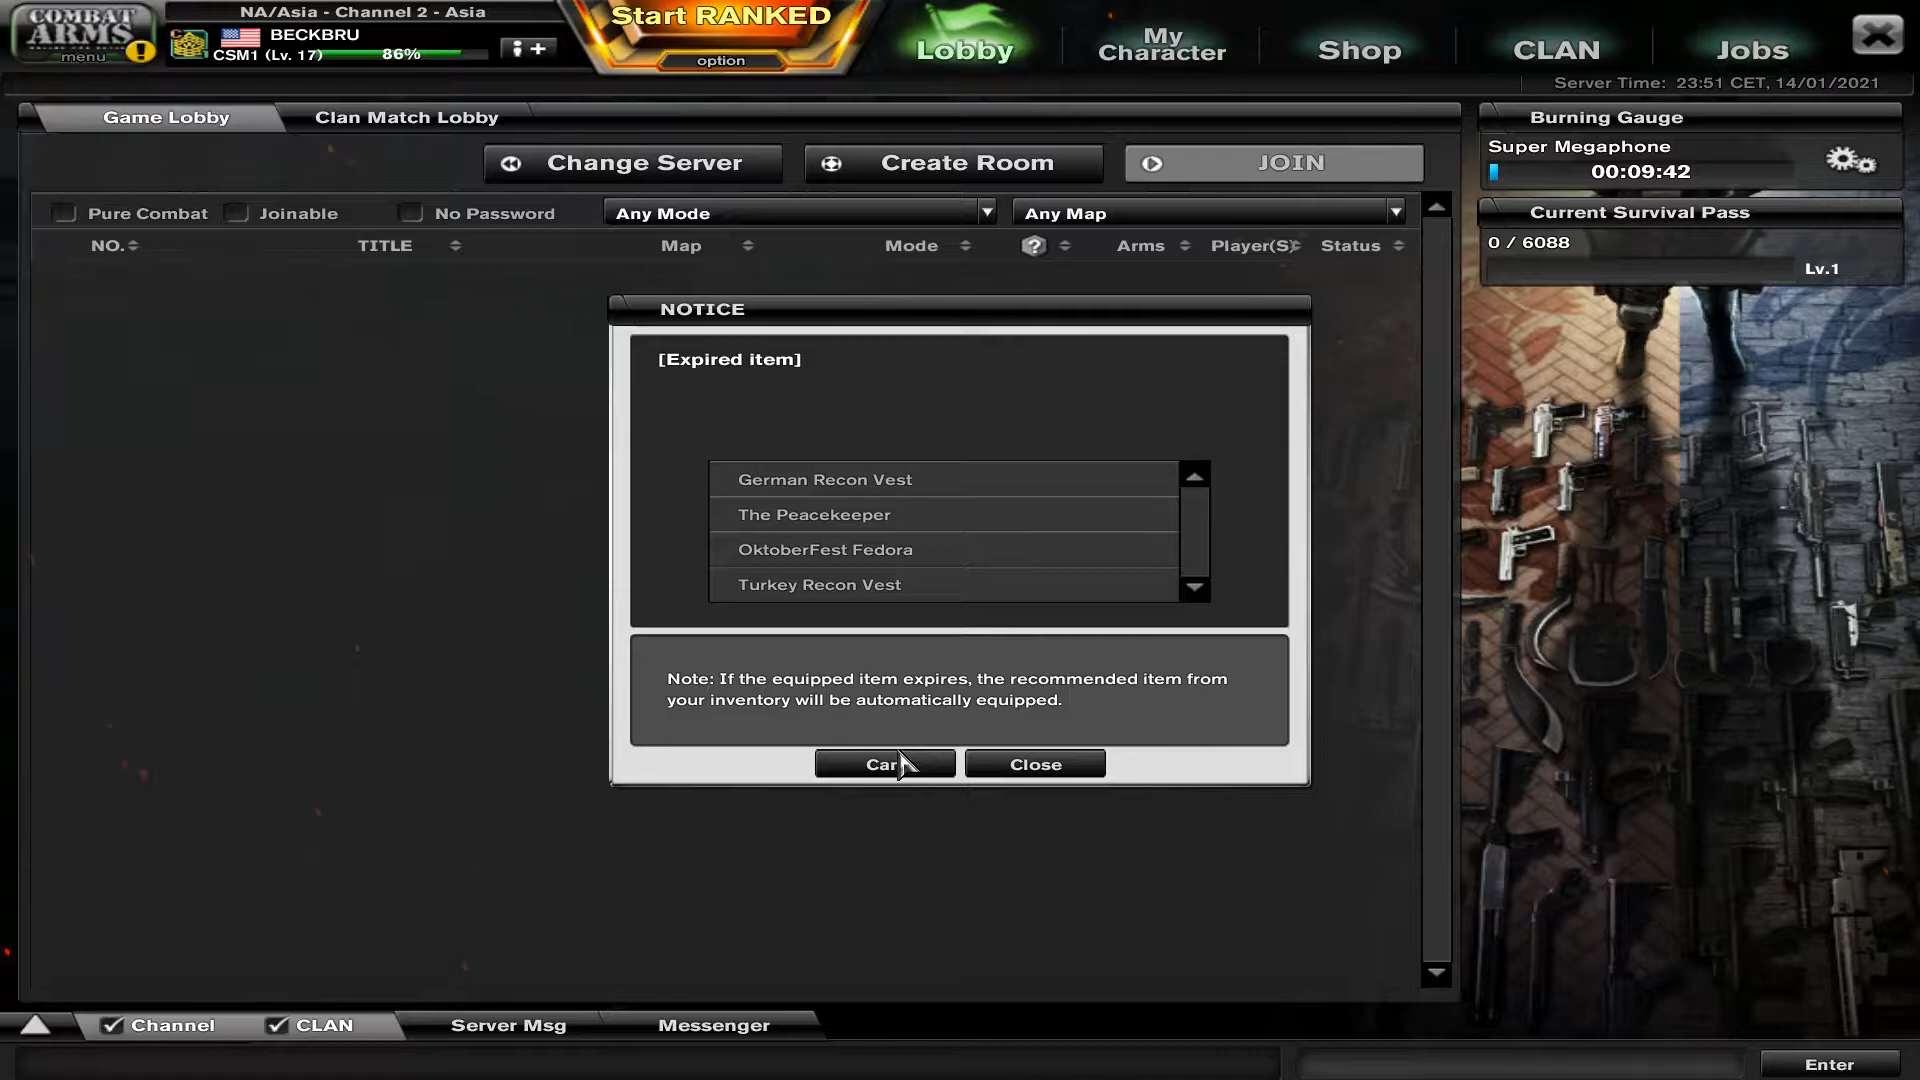 COMBAT
ARMS
menu
NA/Asia - Channel 2 - Asia
BECKBRU
CSM1 (Lv. 17)
86%
Start RANKED
option
Lobby
My
Character
Shop
CLAN
Jobs
Server Time: 23:51 CET, 14/01/2021
Game Lobby
Clan Match Lobby
Change Server
Create Room
JOIN
Pure Combat
Joinable
No Password
Any Mode
Any Map
NO.
TITLE
Map
Mode
?
Arms
Player(S)
Status
Burning Gauge
Super Megaphone
00:09:42
Current Survival Pass
0 / 6088
Lv.1
NOTICE
[Expired item]
German Recon Vest
The Peacekeeper
OktoberFest Fedora
Turkey Recon Vest
Note: If the equipped item expires, the recommended item from
your inventory will be automatically equipped.
Close
Channel
CLAN
Server Msg
Messenger
Enter